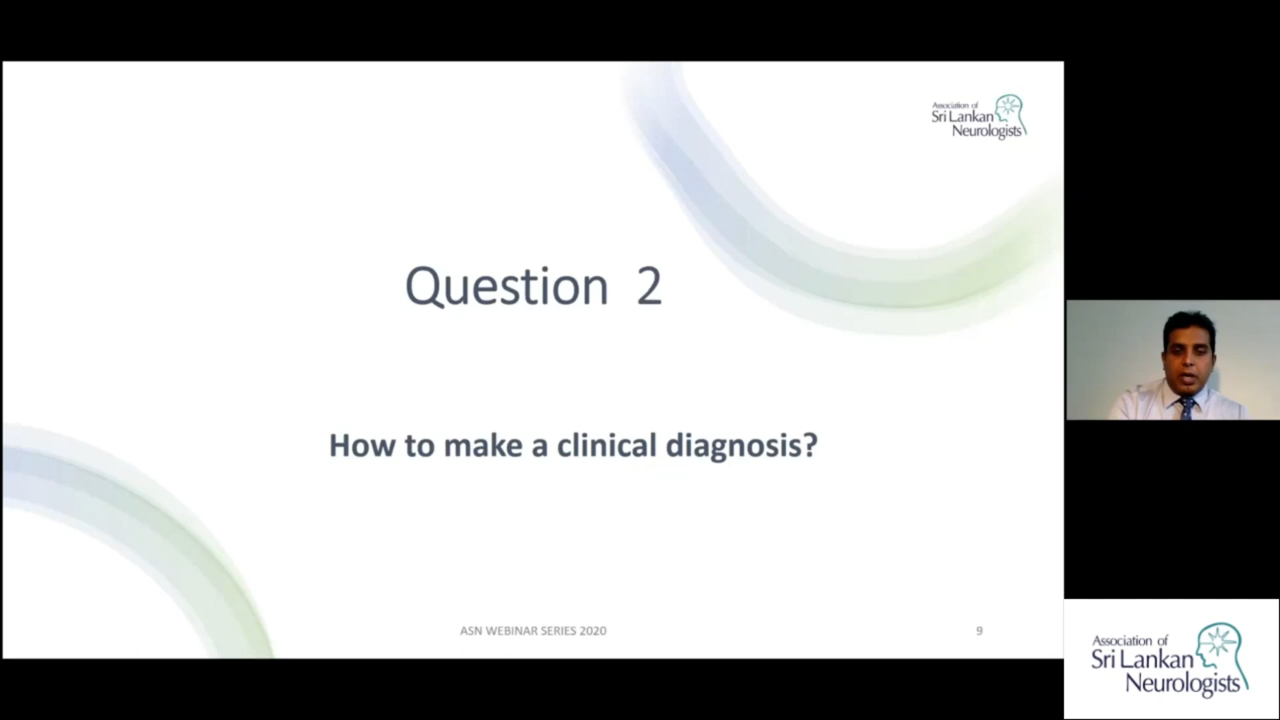 Association of
Sri Lankan
Neurologists
Question 2
How to make a clinical diagnosis?
ASN WEBINAR SERIES 2020
9
Association of
Sri Lankan
Neurologists